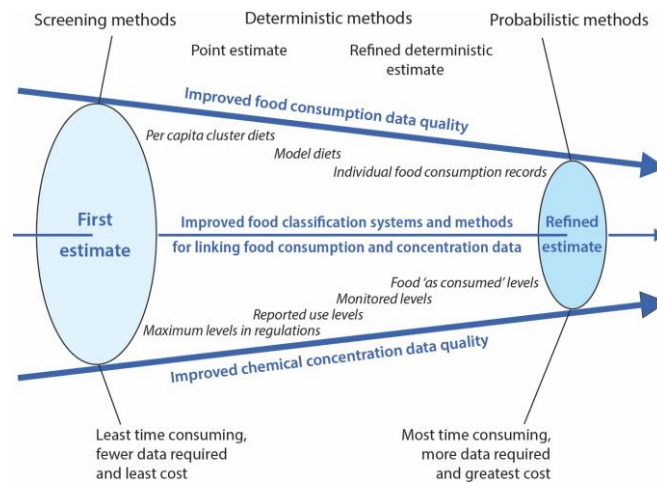 Screening methods
Deterministic methods
Probabilistic methods
Point estimate
Refined deterministic
estimate
Improved food consumption data quality
Per capita cluster diets
Model diets
Individual food consumption records
First
estimate
Improved food classification systems and methods
for linking food consumption and concentration data
Refined
estimate
Food ‘as consumed’ levels
Monitored levels
Reported use levels
Maximum levels in regulations
Improved chemical concentration data quality
Least time consuming,
fewer data required
and least cost
Most time consuming,
more data required
and greatest cost